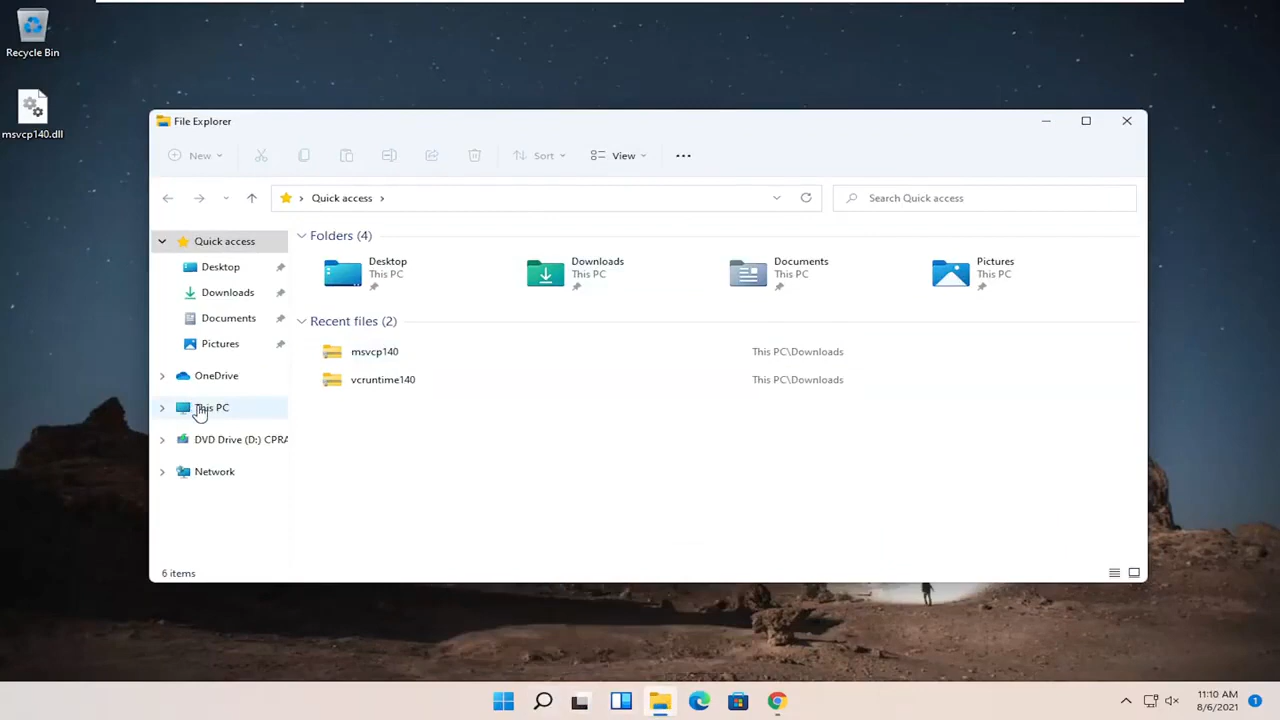 Recycle Bin
msvcp140.dll
File Explorer
New
Sort
View
Quick access
Search Quick access
Quick access
Desktop
Downloads
Documents
Pictures
OneDrive
This PC
DVD Drive (D:) CPRA
Network
Folders (4)
Desktop
This PC
Downloads
This PC
Documents
This PC
Pictures
This PC
Recent files (2)
msvcp140 This PC\Downloads
vcruntime140 This PC\Downloads
6 items
11:10 AM
8/6/2021
1